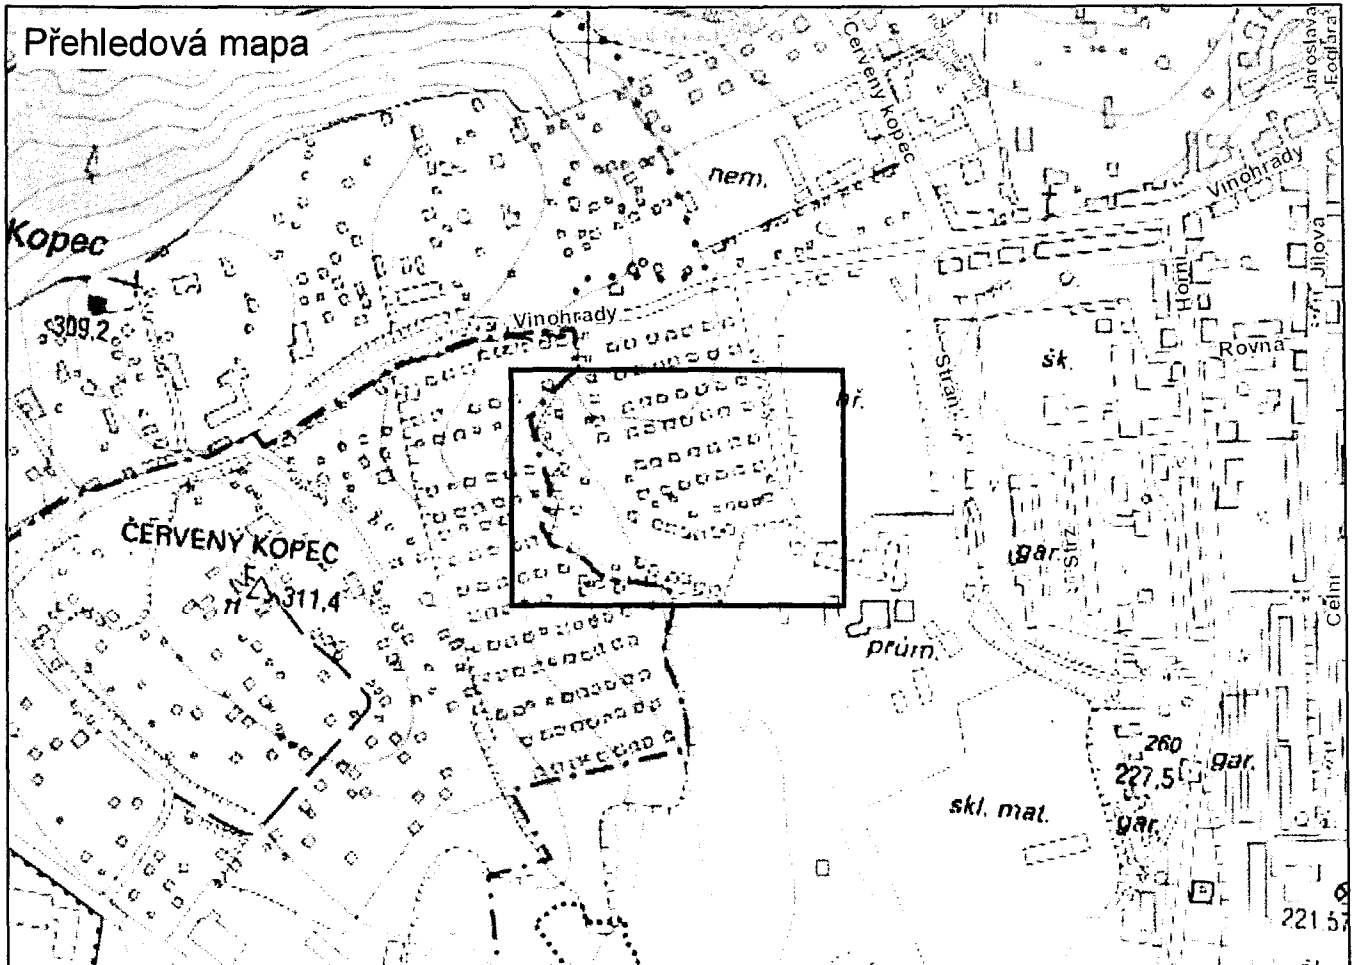 Přehledová mapa
Jaroslava
Foglara
Červený kopec
nem.
Vinohrady
Kopec
Jílová
Horní
309,2
Vinohrady
Rovná
šk.
Stráň
hř.
ČERVENÝ KOPEC
311,4
gar.
Strž
Celní
prům.
260
227,5
gar.
skl. mat.
gar.
221.57